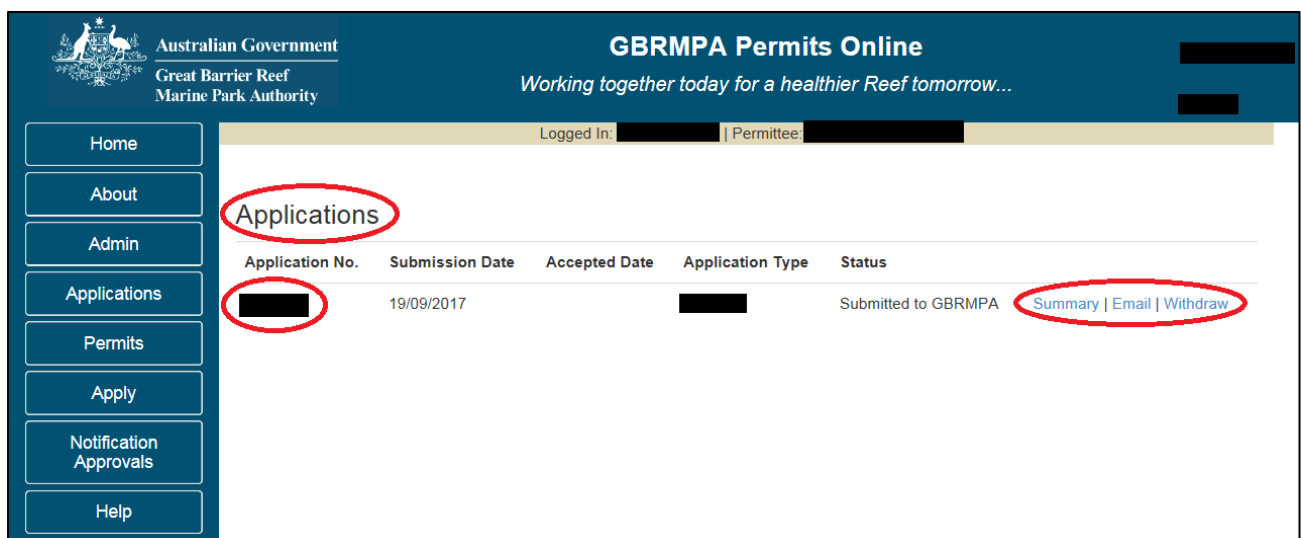 Australian Government
Great Barrier Reef
Marine Park Authority
GBRMPA Permits Online
Working together today for a healthier Reef tomorrow...
Logged In: | Permittee:
Home
About
Admin
Applications
Permits
Apply
Notification
Approvals
Help
Applications
Application No. Submission Date Accepted Date Application Type Status
19/09/2017 Submitted to GBRMPA Summary | Email | Withdraw